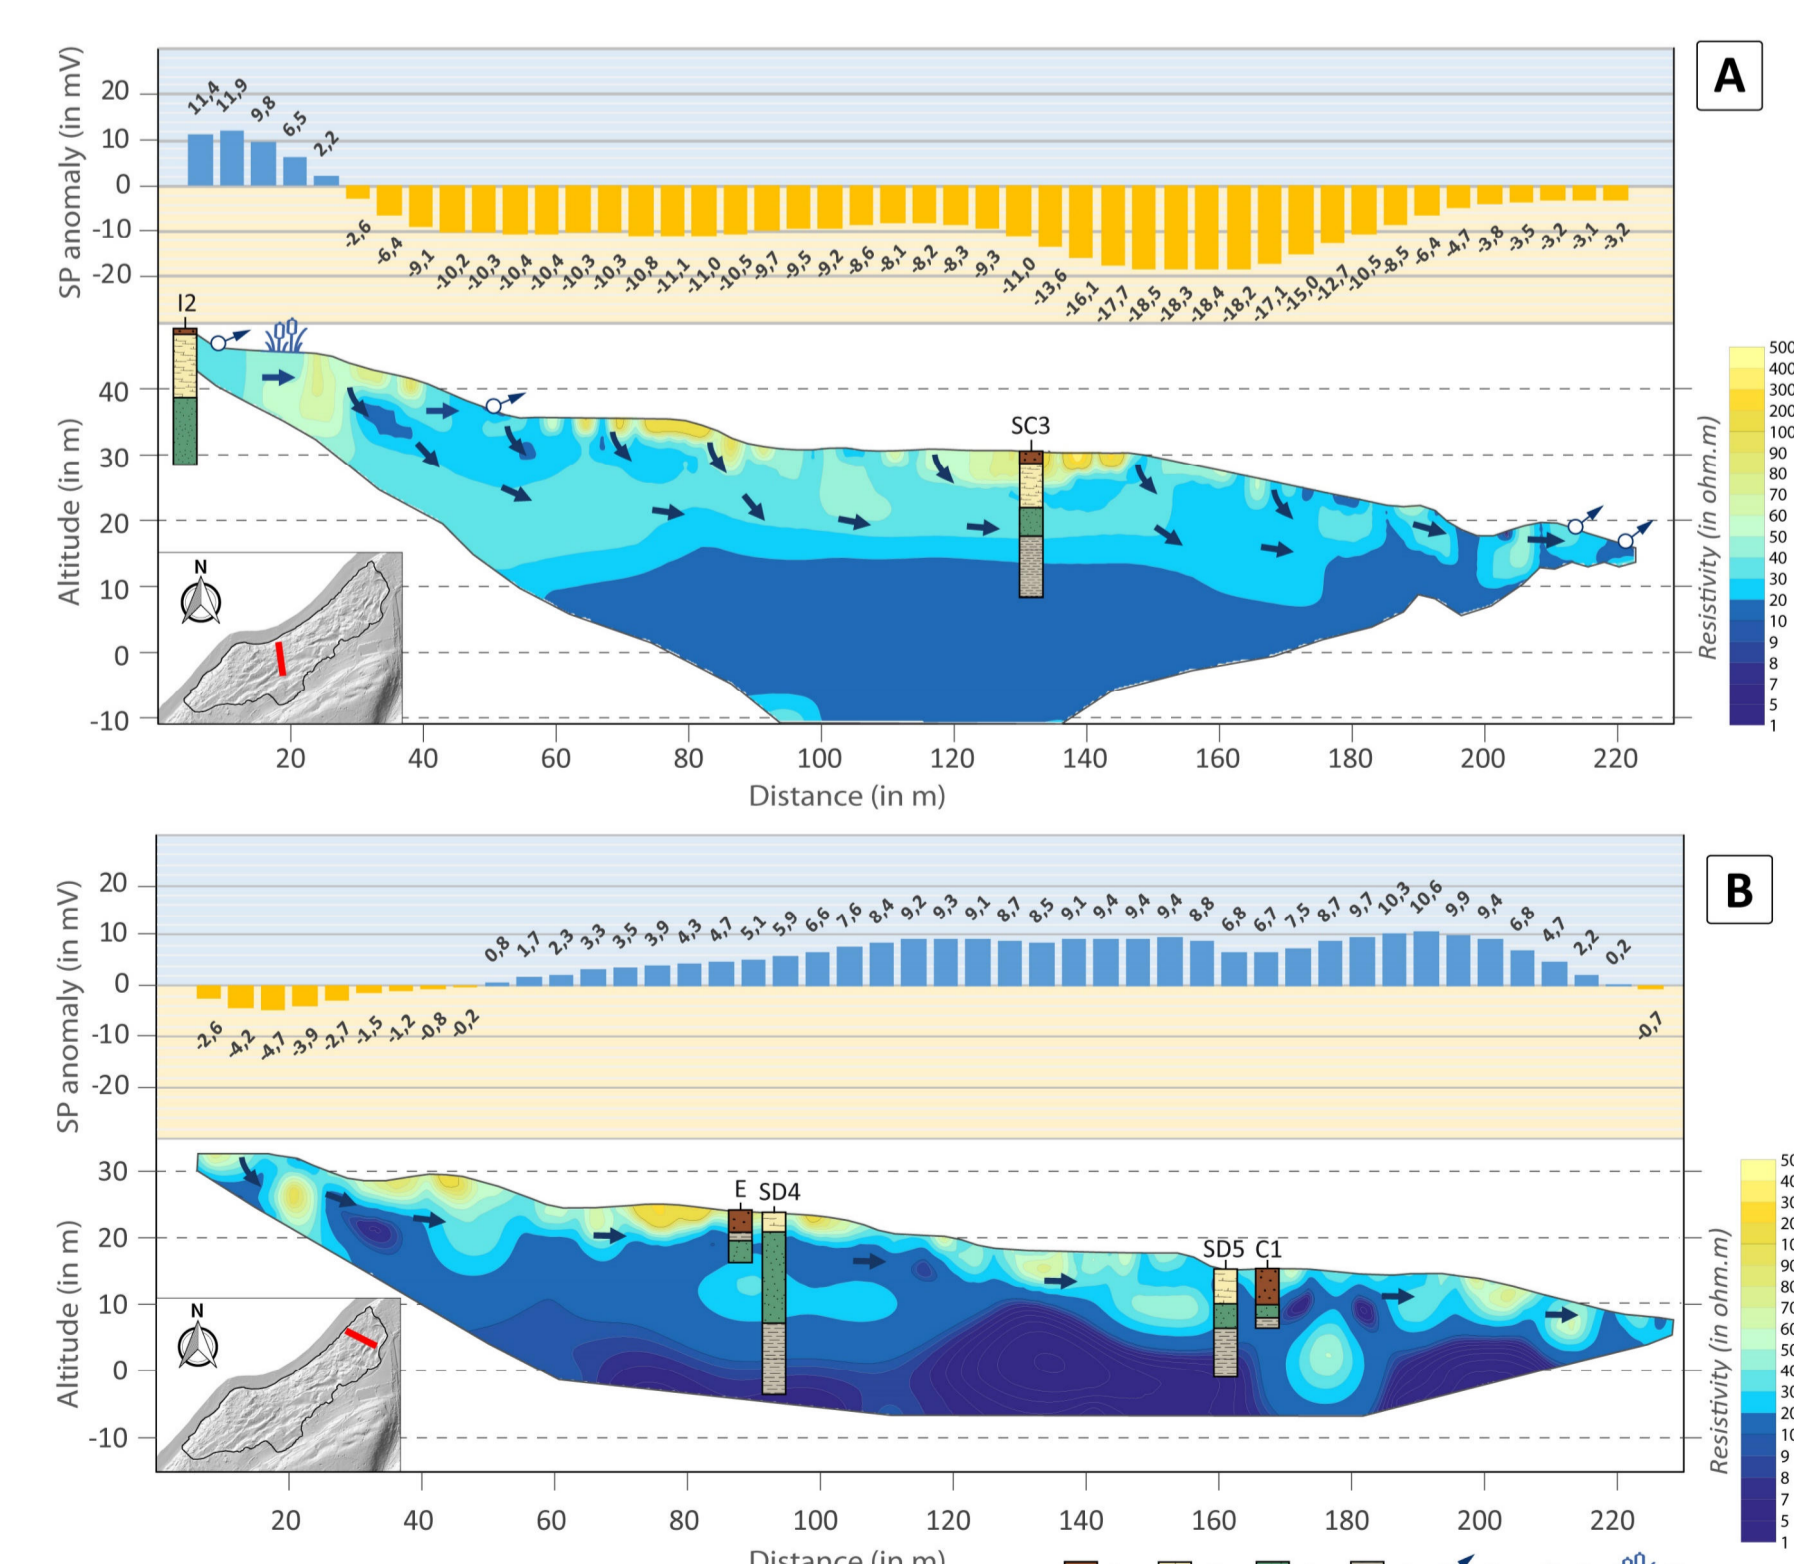 A
SP anomaly (in mV)
20
10
0
-10
-20
11,4 11,9 9,8 6,5 2,2
-2,6 -6,4 -9,1 -10,2 -10,3 -10,4 -10,4 -10,3 -10,3 -10,8 -11,1 -11,0 -10,5 -9,7 -9,5 -9,2 -8,6 -8,1 -8,2 -8,3 -9,3 -11,0 -13,6 -16,1 -17,7 -18,5 -18,3 -18,4 -18,2 -17,1 -15,0 -12,7 -10,5 -8,5 -6,4 -4,7 -3,8 -3,5 -3,2 -3,1 -3,2
I2
SC3
Altitude (in m)
40
30
20
10
0
-10
N
20 40 60 80 100 120 140 160 180 200 220
Distance (in m)
Resistivity (in ohm.m)
500
400
300
200
100
90
80
70
60
50
40
30
20
10
9
8
7
5
1
B
SP anomaly (in mV)
20
10
0
-10
-20
-2,6 -4,2 -4,7 -3,9 -2,7 -1,5 -1,2 -0,8 -0,2
0,8 1,7 2,3 3,3 3,5 3,9 4,3 4,7 5,1 5,9 6,6 7,6 8,4 9,2 9,3 9,1 8,7 8,5 9,1 9,4 9,4 9,4 8,8 6,8 6,7 7,5 8,7 9,7 10,3 10,6 9,9 9,4 6,8 4,7 2,2 0,2
-0,7
E SD4
SD5 C1
Altitude (in m)
30
20
10
0
-10
N
20 40 60 80 100 120 140 160 180 200 220
Distance (in m)
Resistivity (in ohm.m)
9
8
7
5
1